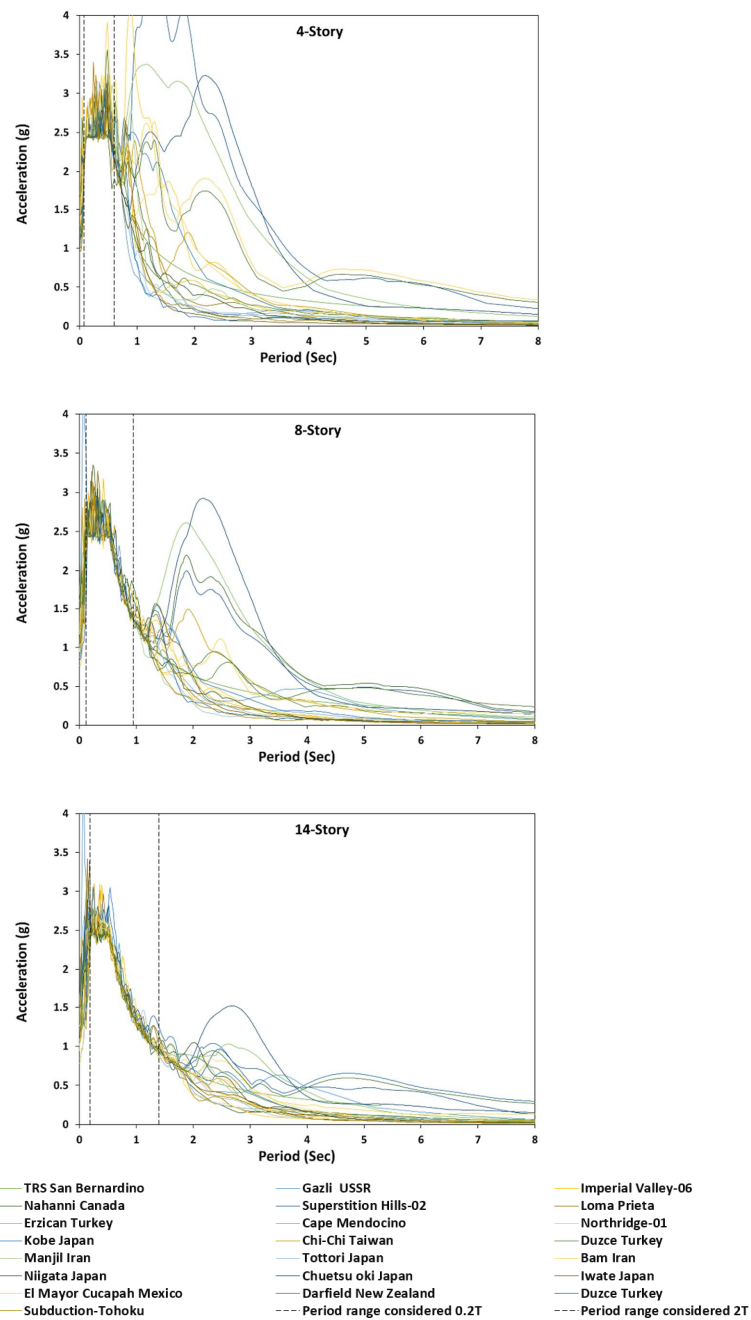 4-Story
4
3.5
3
2.5
2
1.5
1
0.5
0
Acceleration (g)
0 1 2 3 4 5 6 7 8
Period (Sec)
8-Story
4
3.5
3
2.5
2
1.5
1
0.5
0
Acceleration (g)
0 1 2 3 4 5 6 7 8
Period (Sec)
14-Story
4
3.5
3
2.5
2
1.5
1
0.5
0
Acceleration (g)
0 1 2 3 4 5 6 7 8
Period (Sec)
TRS San Bernardino Gazli USSR Imperial Valley-06
Nahanni Canada Superstition Hills-02 Loma Prieta
Erzican Turkey Cape Mendocino Northridge-01
Kobe Japan Chi-Chi Taiwan Duzce Turkey
Manjil Iran Tottori Japan Bam Iran
Niigata Japan Chuetsu oki Japan Iwate Japan
El Mayor Cucapah Mexico Darfield New Zealand Duzce Turkey
Subduction-Tohoku Period range considered 0.2T Period range considered 2T